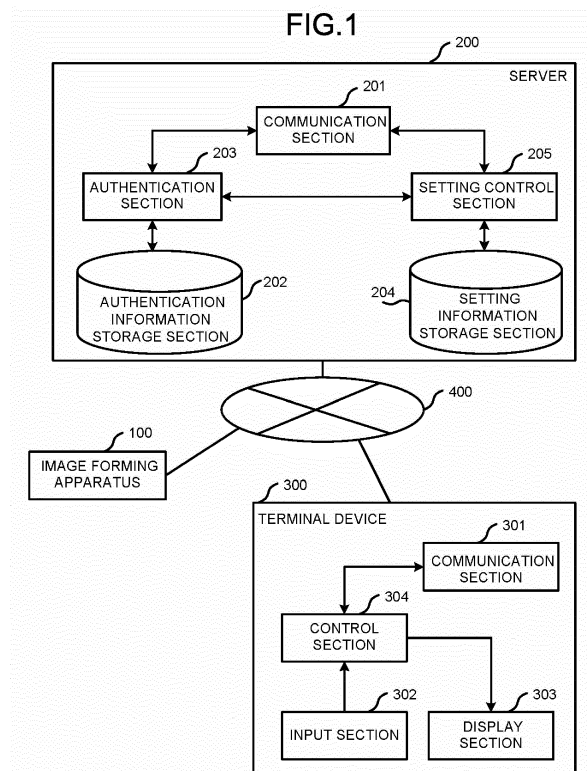 FIG.1
200
SERVER
201
COMMUNICATION
SECTION
203
AUTHENTICATION
SECTION
205
SETTING CONTROL
SECTION
AUTHENTICATION
INFORMATION
STORAGE SECTION
202
204
SETTING
INFORMATION
STORAGE SECTION
400
100
IMAGE FORMING
APPARATUS
300
TERMINAL DEVICE
301
COMMUNICATION
SECTION
304
CONTROL
SECTION
302
INPUT SECTION
303
DISPLAY
SECTION